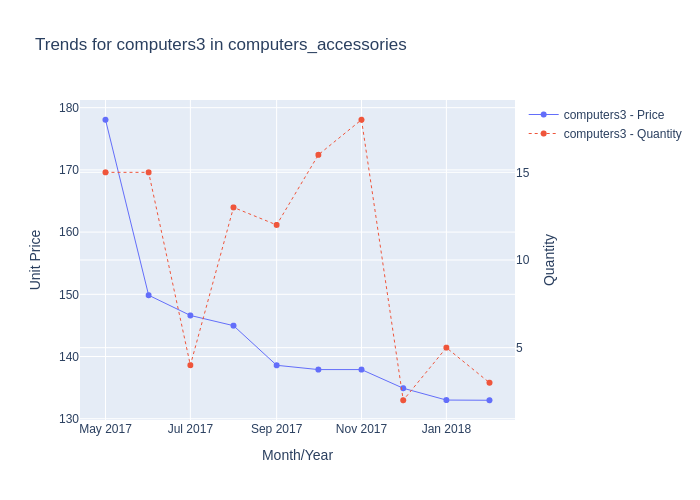 Trends for computers3 in computers_accessories
computers3 - Price
computers3 - Quantity
180
170
160
150
140
130
Unit Price
15
10
5
Quantity
May 2017
Jul 2017
Sep 2017
Nov 2017
Jan 2018
Month/Year